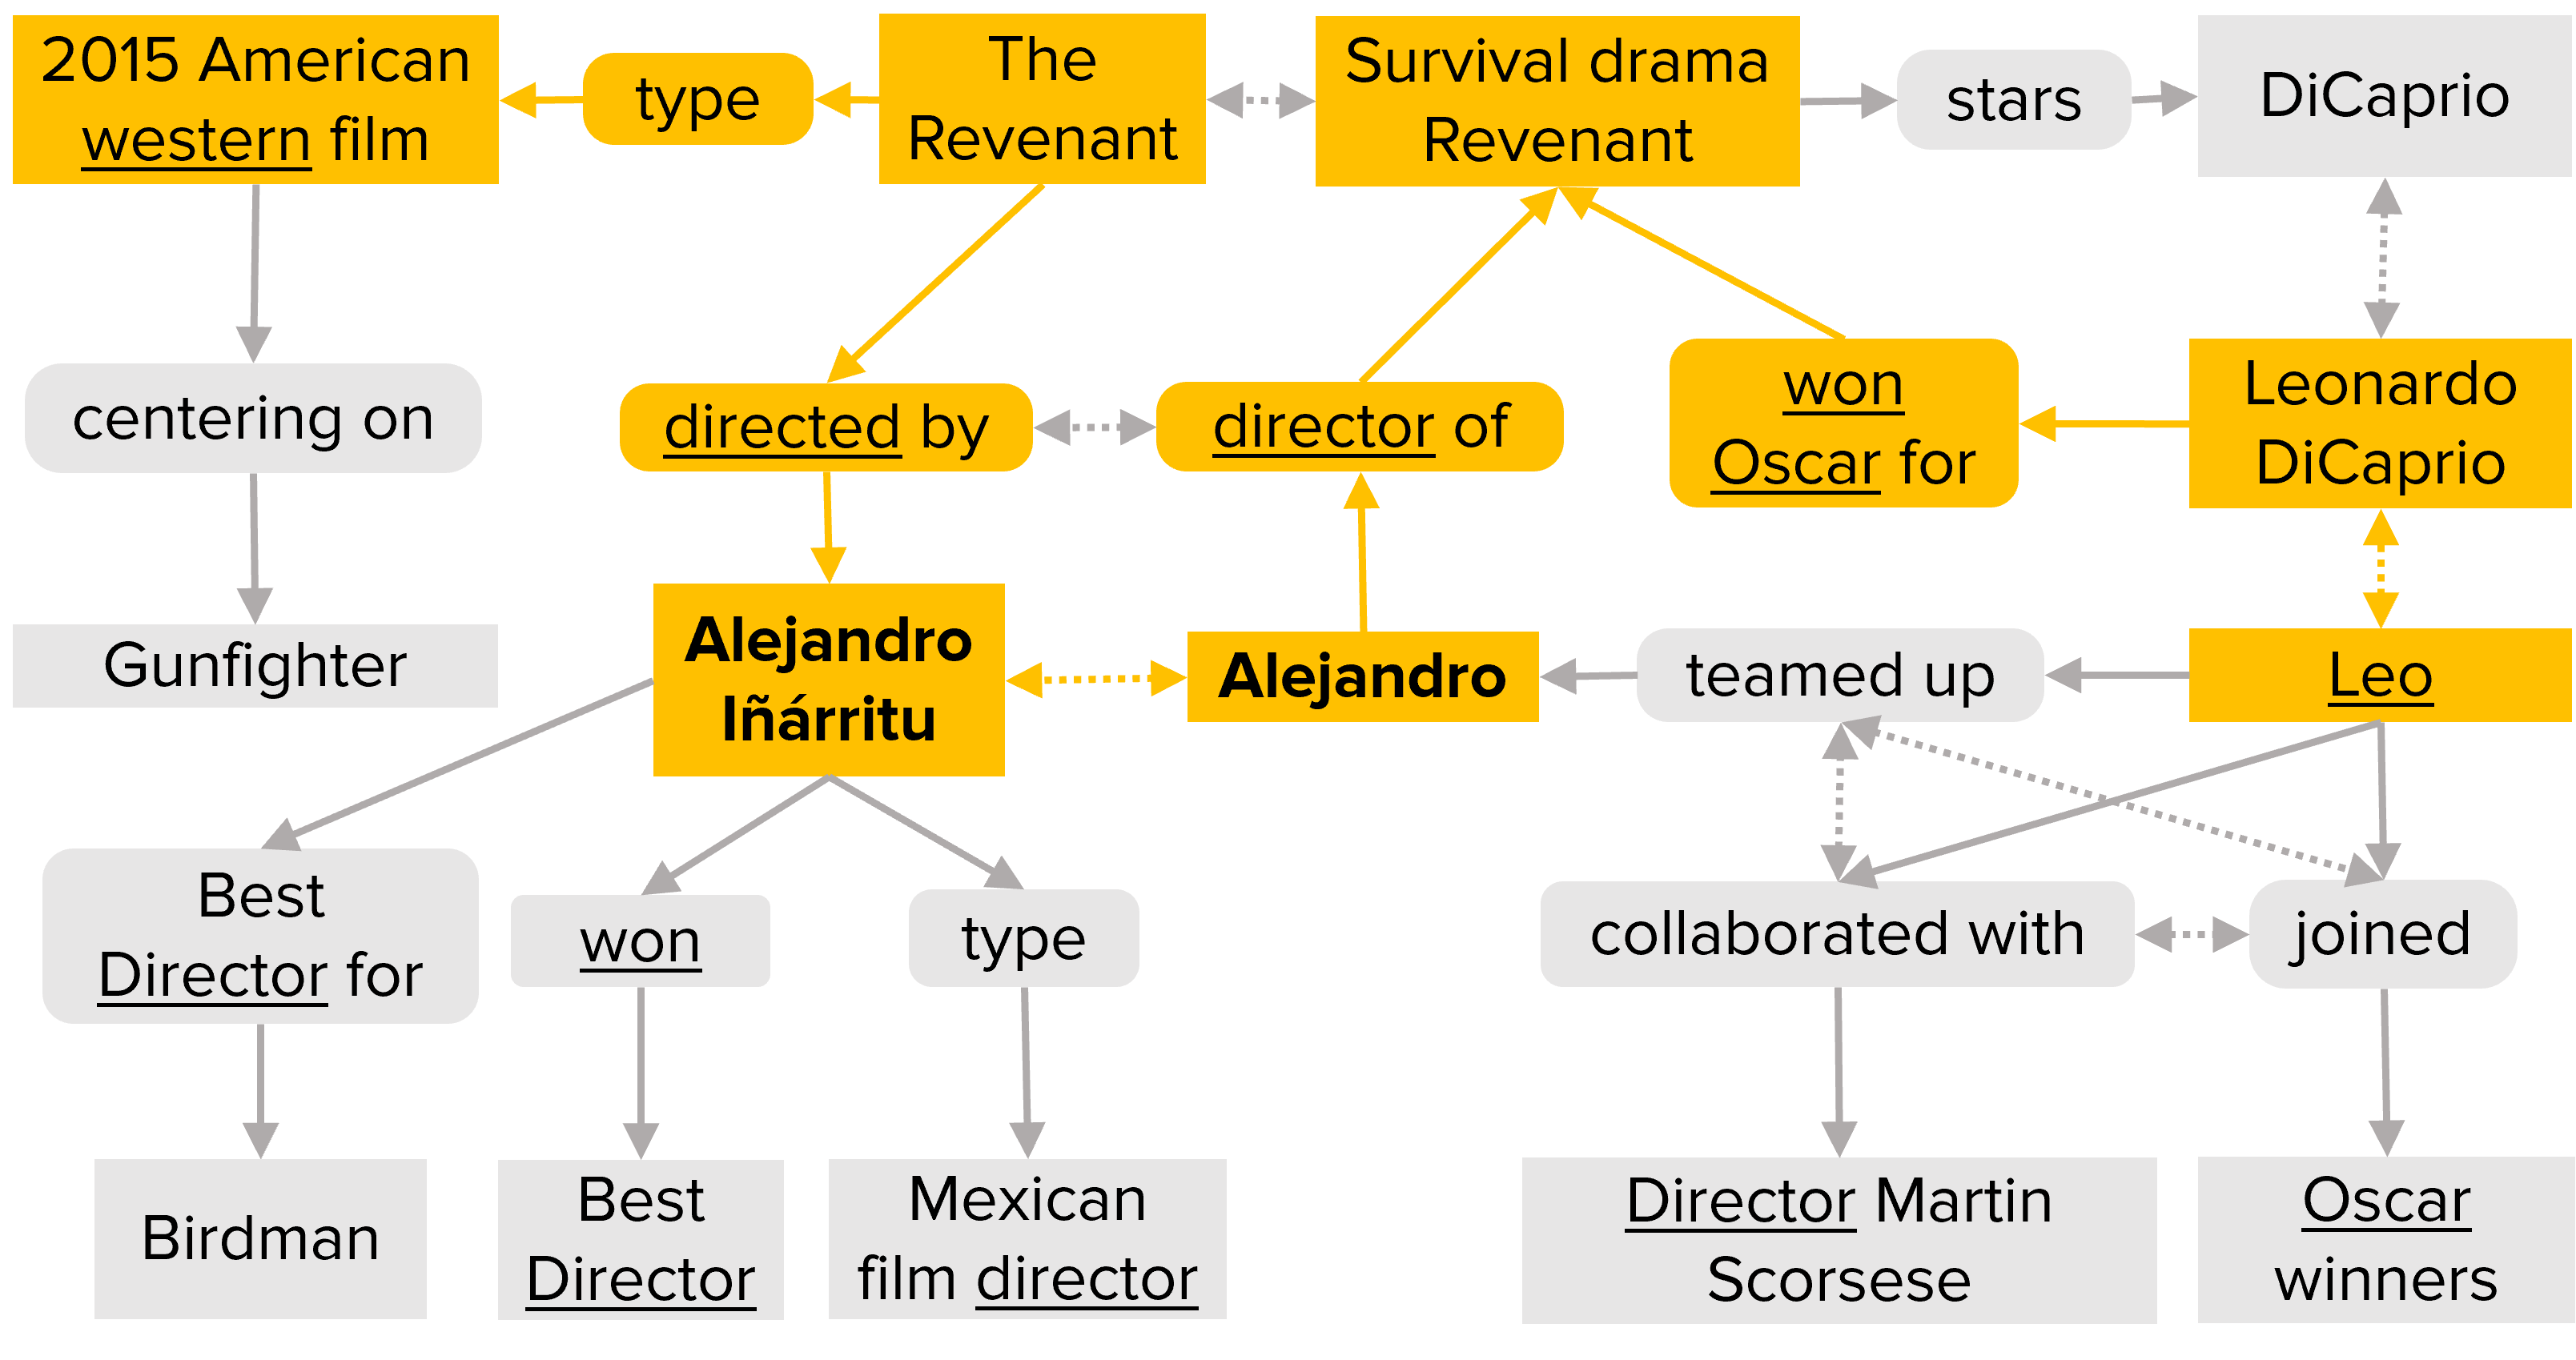 2015 American
western film
type
The
Revenant
Survival drama
Revenant
stars
DiCaprio
centering on
directed by
director of
won
Oscar for
Leonardo
DiCaprio
Gunfighter
Alejandro
Iñárritu
Alejandro
teamed up
Leo
Best
Director for
won
type
collaborated with
joined
Birdman
Best
Director
Mexican
film director
Director Martin
Scorsese
Oscar
winners